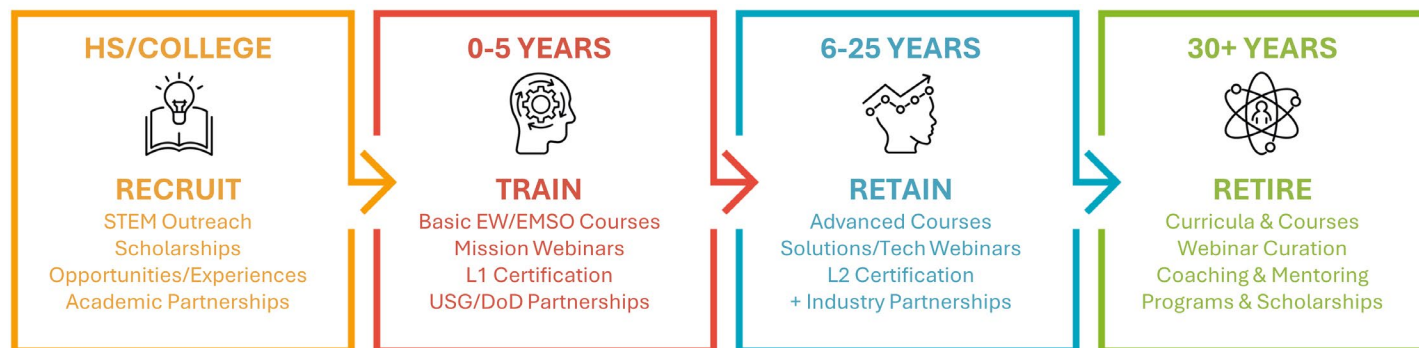 HS/COLLEGE
RECRUIT
STEM Outreach
Scholarships
Opportunities/Experiences
Academic Partnerships
0-5 YEARS
TRAIN
Basic EW/EMSO Courses
Mission Webinars
L1 Certification
USG/DoD Partnerships
6-25 YEARS
RETAIN
Advanced Courses
Solutions/Tech Webinars
L2 Certification
+ Industry Partnerships
30+ YEARS
RETIRE
Curricula & Courses
Webinar Curation
Coaching & Mentoring
Programs & Scholarships